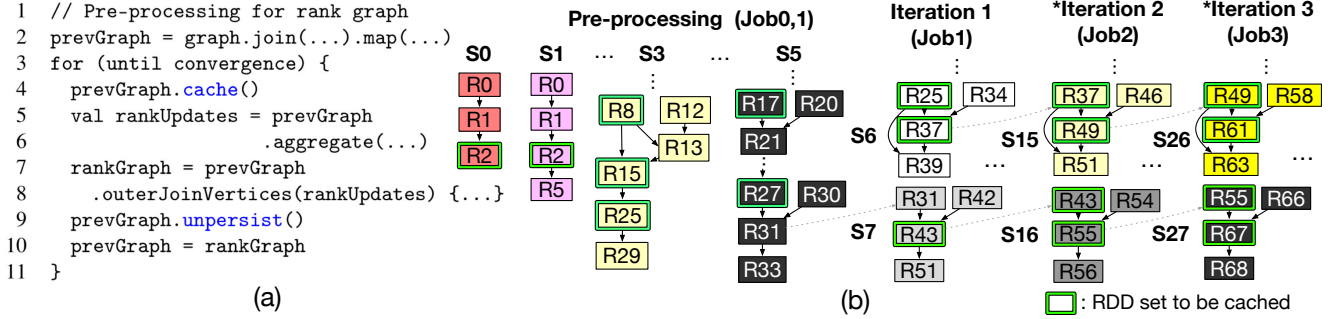 1 // Pre-processing for rank graph
2 prevGraph = graph.join(...).map(...)
3 for (until convergence) {
4 prevGraph.cache()
5 val rankUpdates = prevGraph
6 .aggregate(...)
7 rankGraph = prevGraph
8 .outerJoinVertices(rankUpdates) {...}
9 prevGraph.unpersist()
10 prevGraph = rankGraph
11 }
(a)
Pre-processing (Job0,1)
S0
R0
R1
R2
S1
R0
R1
R2
R5
... S3 ...
R8 R12
R13
R15
R25
R29
S5
R17 R20
R21
R27 R30
R31
R33
Iteration 1
(Job1)
R25 R34
S6
R37
R39
...
R31 R42
S7
R43
R51
*Iteration 2
(Job2)
R37 R46
S15
R49
R51
...
R43 R54
S16
R55
R56
*Iteration 3
(Job3)
R49 R58
S26
R61
R63
...
R55 R66
S27
R67
R68
(b)
: RDD set to be cached